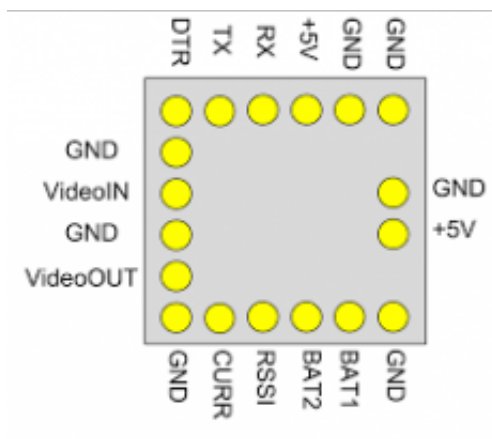 DTR TX RX +5V GND GND
GND
VideoIN
GND
VideoOUT
GND
+5V
GND CURR RSSI BAT2 BAT1 GND